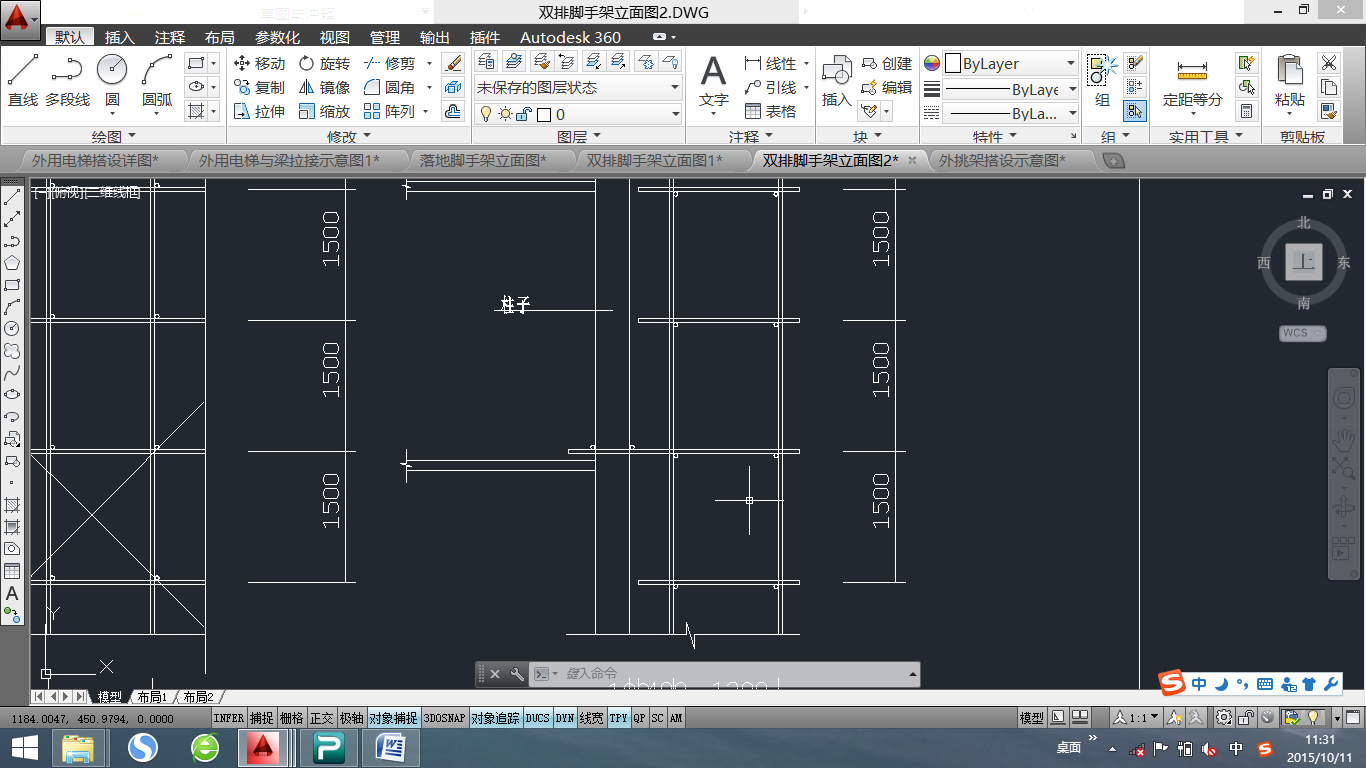 双排脚手架立面图2.DWG
默认 插入 注释 布局 参数化 视图 管理 输出 插件 Autodesk 360
直线 多段线 圆 圆弧
移动 旋转 修剪
复制 镜像 圆角
拉伸 缩放 阵列
未保存的图层状态
0
文字
线性
引线
表格
插入
创建
编辑
ByLayer
ByLaye
ByLa...
组
定距等分
粘贴
绘图 修改 图层 注释 块 特性 组 实用工具 剪贴板
外用电梯搭设详图* 外用电梯与梁拉接示意图1* 落地脚手架立面图* 双排脚手架立面图1* 双排脚手架立面图2* 外挑架搭设示意图*
[-][俯视][二维线框]
1500 1500
柱子
1500 1500
1500 1500
北
西 上 东
南
WCS
Y
X
键入命令
模型 布局1 布局2
中
1184.0047, 450.9794, 0.0000 INFER 捕捉 栅格 正交 极轴 对象捕捉 3DOSNAP 对象追踪 DUCS DYN 线宽 TPY QP SC AM 模型 1:1
桌面 中 11:31
2015/10/11